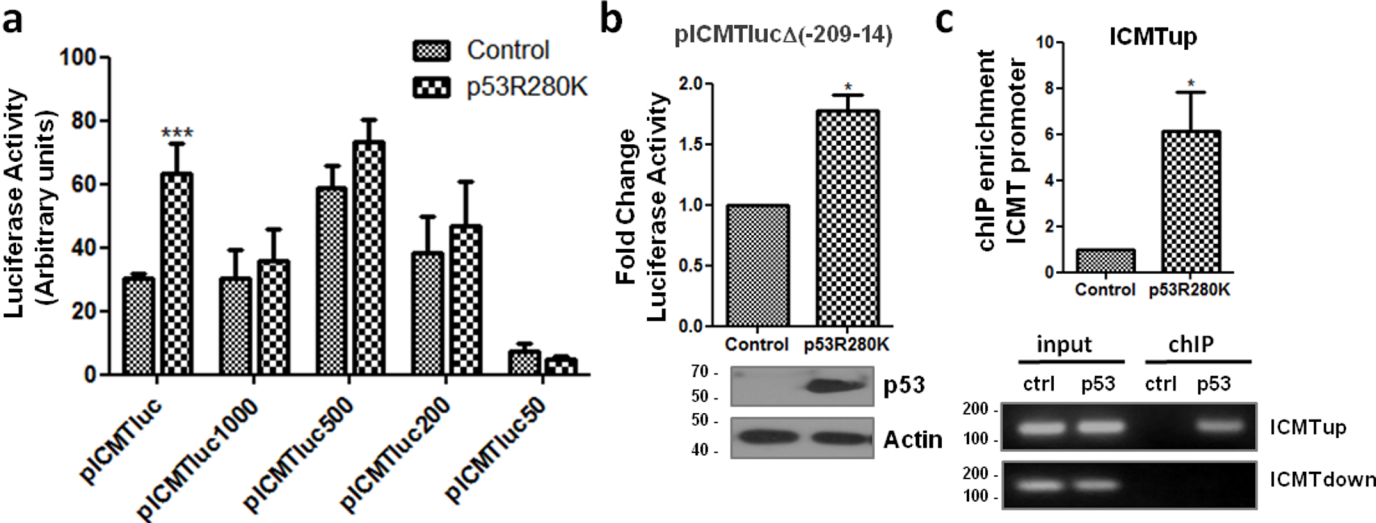 a
Luciferase Activity
(Arbitrary units)
100
80
60
40
20
0
Control
p53R280K
***
pICMTluc
pICMTluc1000
pICMTluc500
pICMTluc200
pICMTluc50
b
pICMTlucΔ(-209-14)
Fold Change
Luciferase Activity
2.0
1.5
1.0
0.5
0.0
*
Control p53R280K
70 -
50 -
p53
50 -
40 -
Actin
c
ICMTup
chIP enrichment
ICMT promoter
10
8
6
4
2
0
*
Control p53R280K
input chIP
ctrl p53 ctrl p53
200 -
100 -
ICMTup
200 -
100 -
ICMTdown